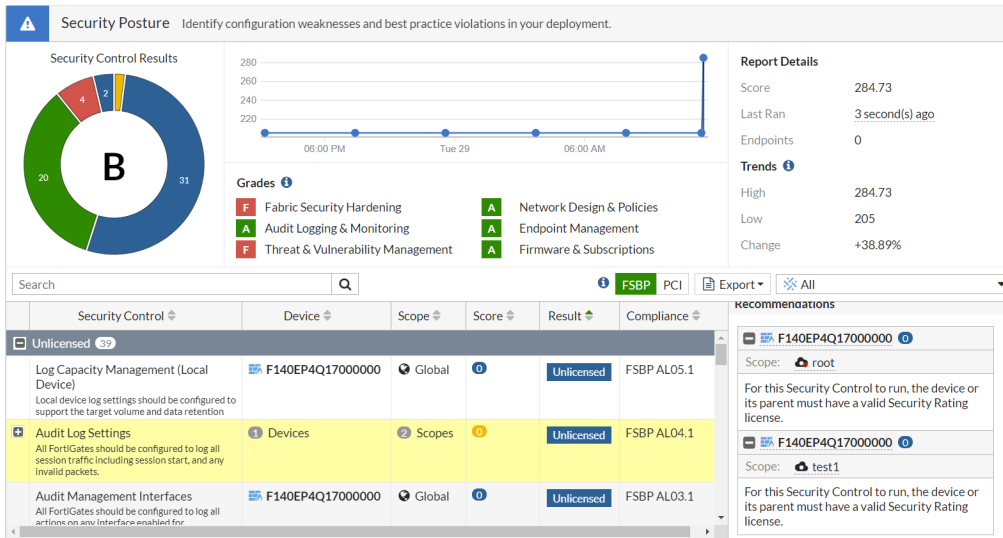 Security Posture Identify configuration weaknesses and best practice violations in your deployment.
Security Control Results
4
2
20
31
B
280
260
240
220
06:00 PM
Tue 29
06:00 AM
Grades
F Fabric Security Hardening
A Network Design & Policies
A Audit Logging & Monitoring
A Endpoint Management
F Threat & Vulnerability Management
A Firmware & Subscriptions
Report Details
Score 284.73
Last Ran 3 second(s) ago
Endpoints 0
Trends
High 284.73
Low 205
Change +38.89%
Search
FSBP PCI Export All
Security Control Device Scope Score Result Compliance
Unlicensed 39
Log Capacity Management (Local
Device)
Local device log settings should be configured to
support the target volume and data retention
F140EP4Q17000000 Global 0 Unlicensed FSBP AL05.1
Audit Log Settings
All FortiGates should be configured to log all
session traffic including session start, and any
invalid packets.
1 Devices 2 Scopes 0 Unlicensed FSBP AL04.1
Audit Management Interfaces
All FortiGates should be configured to log all
actions on any interface enabled for
F140EP4Q17000000 Global 0 Unlicensed FSBP AL03.1
Recommendations
F140EP4Q17000000 0
Scope: root
For this Security Control to run, the device or
its parent must have a valid Security Rating
license.
F140EP4Q17000000 0
Scope: test1
For this Security Control to run, the device or
its parent must have a valid Security Rating
license.